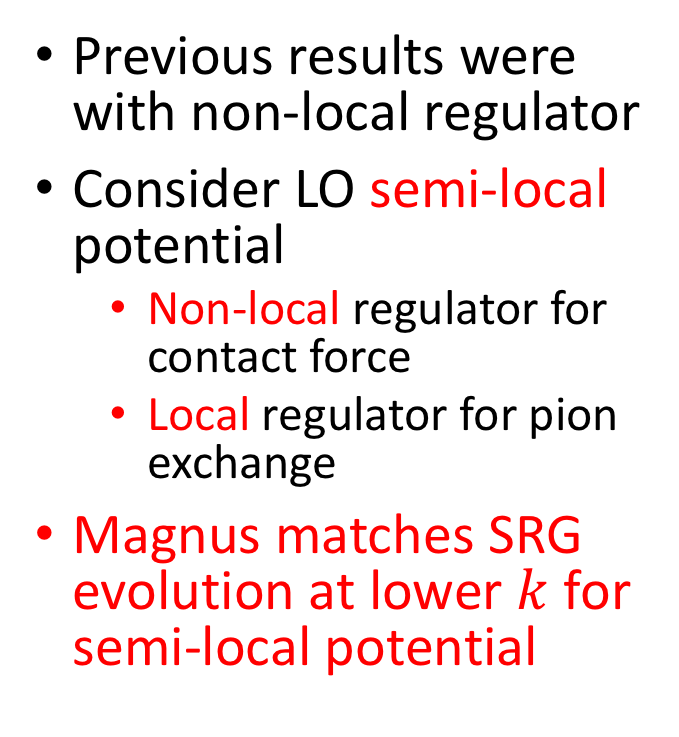 • Previous results were
with non-local regulator
• Consider LO semi-local
potential
• Non-local regulator for
contact force
• Local regulator for pion
exchange
• Magnus matches SRG
evolution at lower k for
semi-local potential